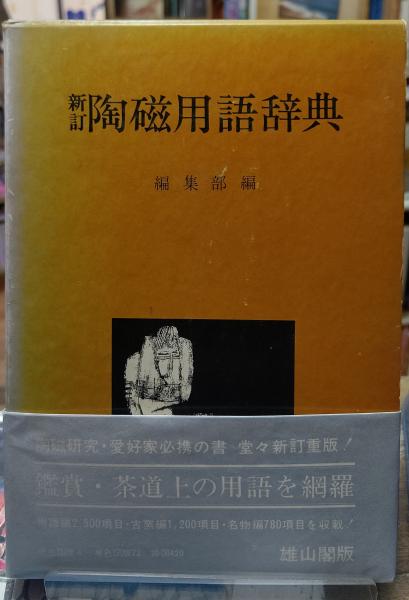 新訂 陶磁用語辞典
編集部編
陶磁研究・愛好家必携の書 堂々新訂重版!
鑑賞・茶道上の用語を網羅
用語編2,500項目・古窯編1,200項目・名物編780項目を収載!
雄山閣版